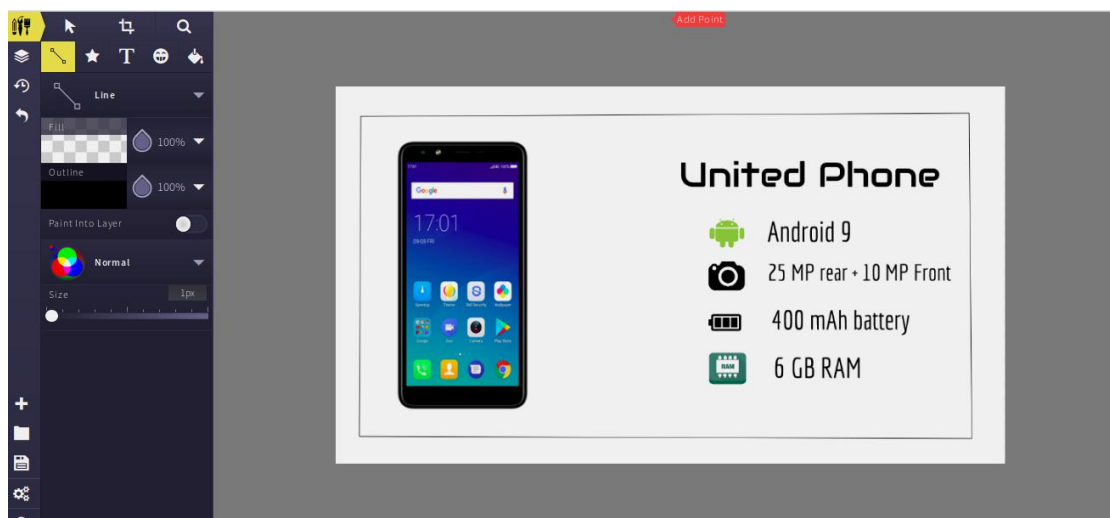 Add Point
T
Line
Fill
100%
Outline
100%
Paint Into Layer
Normal
Size
1px
Google
17:01
United Phone
Android 9
25 MP rear + 10 MP Front
400 mAh battery
RAM
6 GB RAM